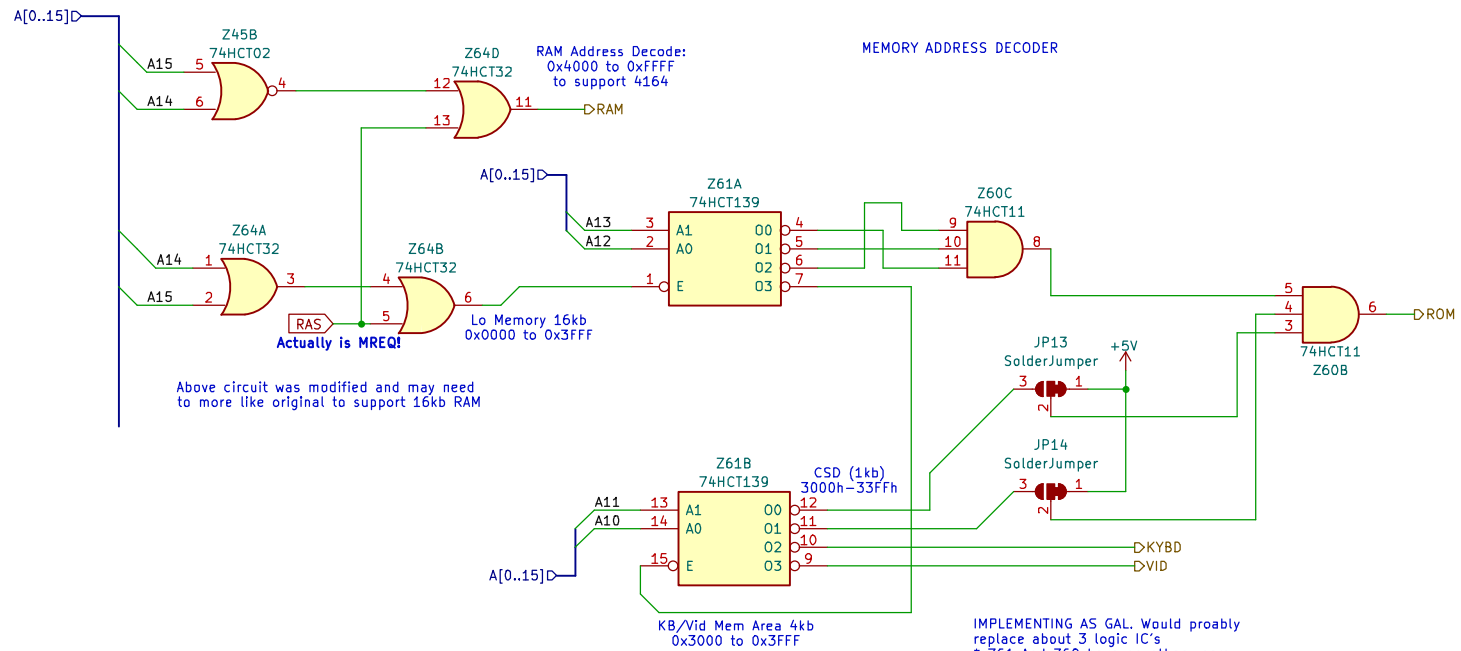 A[0..15]
Z45B
74HCT02
A15
5
4
A14
6
Z64D
74HCT32
12
11
13
RAM Address Decode:
0x4000 to 0xFFFF
to support 4164
RAM
MEMORY ADDRESS DECODER
Z64A
74HCT32
A14
1
3
A15
2
Z64B
74HCT32
4
6
5
RAS
Actually is MREQ!
Lo Memory 16kb
0x0000 to 0x3FFF
Above circuit was modified and may need
to more like original to support 16kb RAM
A[0..15]
Z61A
74HCT139
A13
3
A1
O0
4
A12
2
A0
O1
5
O2
6
1
E
O3
7
Z60C
74HCT11
9
10
8
11
5
4
6
3
ROM
74HCT11
Z60B
JP13
SolderJumper
+5V
3
1
2
JP14
SolderJumper
3
1
2
Z61B
74HCT139
CSD (1kb)
3000h-33FFh
A11
13
A1
O0
12
A10
14
A0
O1
11
O2
10
KYBD
15
E
O3
9
VID
A[0..15]
KB/Vid Mem Area 4kb
0x3000 to 0x3FFF
IMPLEMENTING AS GAL. Would proably
replace about 3 logic IC's